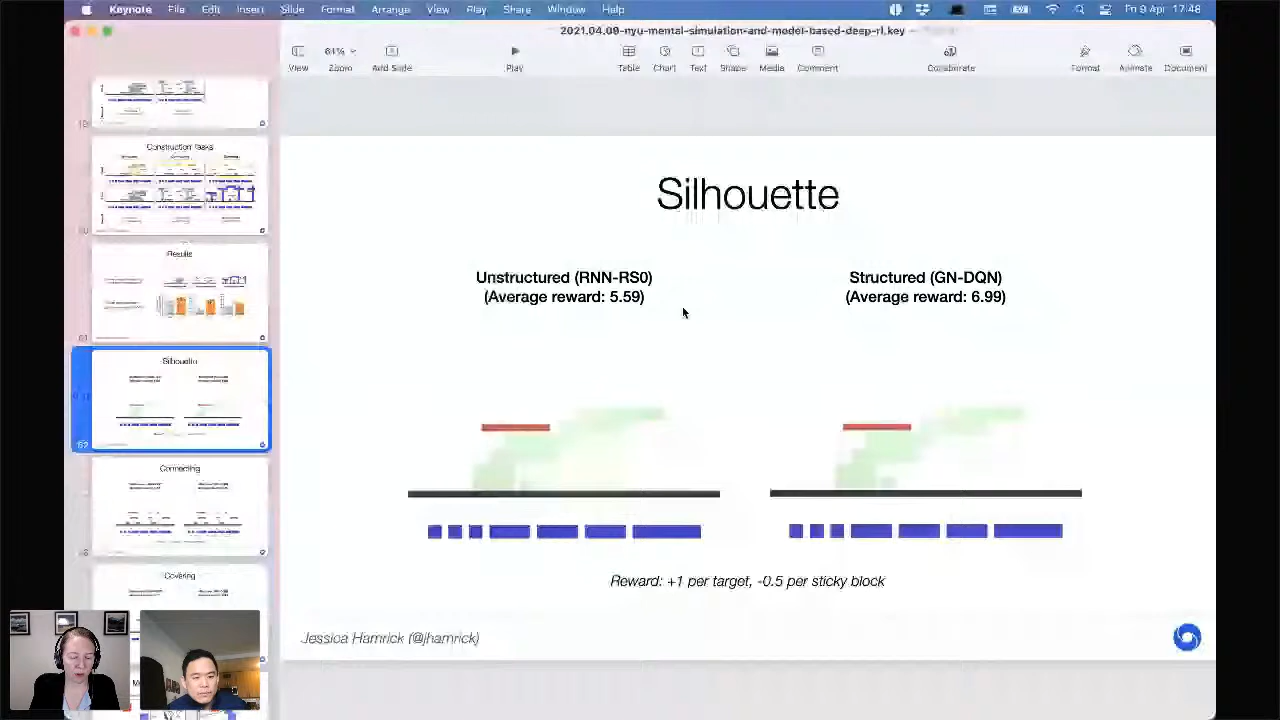 Keynote File Edit Insert Slide Format Arrange View Play Share Window Help Fri 9 Apr 17:48
2021.04.09-nyu-mental-simulation-and-model-based-deep-rl.key
61%
View Zoom Add Slide Play Table Chart Text Shape Media Comment Collaborate Format Animate Document
Construction Tasks
Results
Silhouette
Connecting
Covering
Silhouette
Unstructured (RNN-RS0)
(Average reward: 5.59)
Structured (GN-DQN)
(Average reward: 6.99)
Reward: +1 per target, -0.5 per sticky block
Jessica Hamrick (@jhamrick)